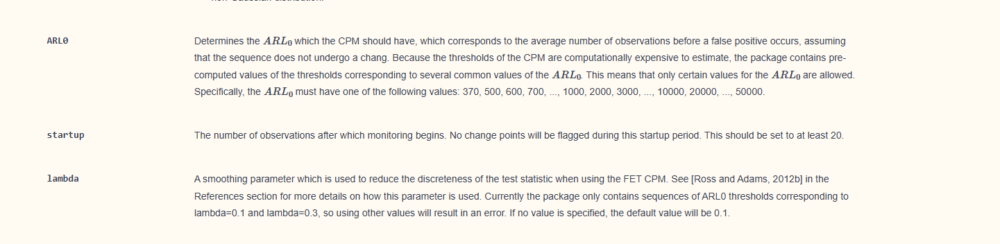 ARL0
Determines the ARL₀ which the CPM should have, which corresponds to the average number of observations before a false positive occurs, assuming
that the sequence does not undergo a chang. Because the thresholds of the CPM are computationally expensive to estimate, the package contains pre-
computed values of the thresholds corresponding to several common values of the ARL₀. This means that only certain values for the ARL₀ are allowed.
Specifically, the ARL₀ must have one of the following values: 370, 500, 600, 700, ..., 1000, 2000, 3000, ..., 10000, 20000, ..., 50000.
startup
The number of observations after which monitoring begins. No change points will be flagged during this startup period. This should be set to at least 20.
lambda
A smoothing parameter which is used to reduce the discreteness of the test statistic when using the FET CPM. See [Ross and Adams, 2012b] in the
References section for more details on how this parameter is used. Currently the package only contains sequences of ARL0 thresholds corresponding to
lambda=0.1 and lambda=0.3, so using other values will result in an error. If no value is specified, the default value will be 0.1.